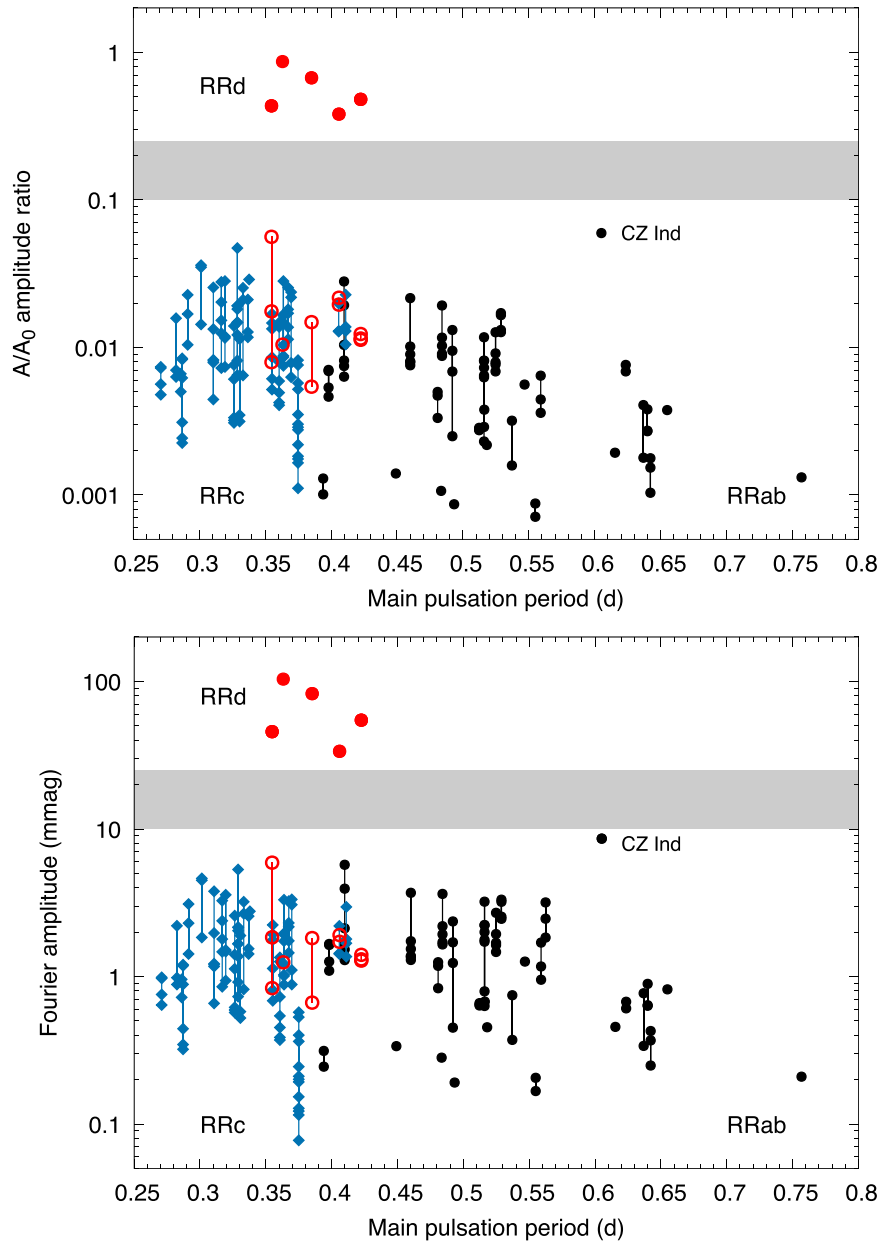 1
RRd
0.1
CZ Ind
A/A0 amplitude ratio
0.01
0.001
RRc
RRab
0.25 0.3 0.35 0.4 0.45 0.5 0.55 0.6 0.65 0.7 0.75 0.8
Main pulsation period (d)
100
RRd
10
CZ Ind
Fourier amplitude (mmag)
1
0.1
RRc
RRab
0.25 0.3 0.35 0.4 0.45 0.5 0.55 0.6 0.65 0.7 0.75 0.8
Main pulsation period (d)